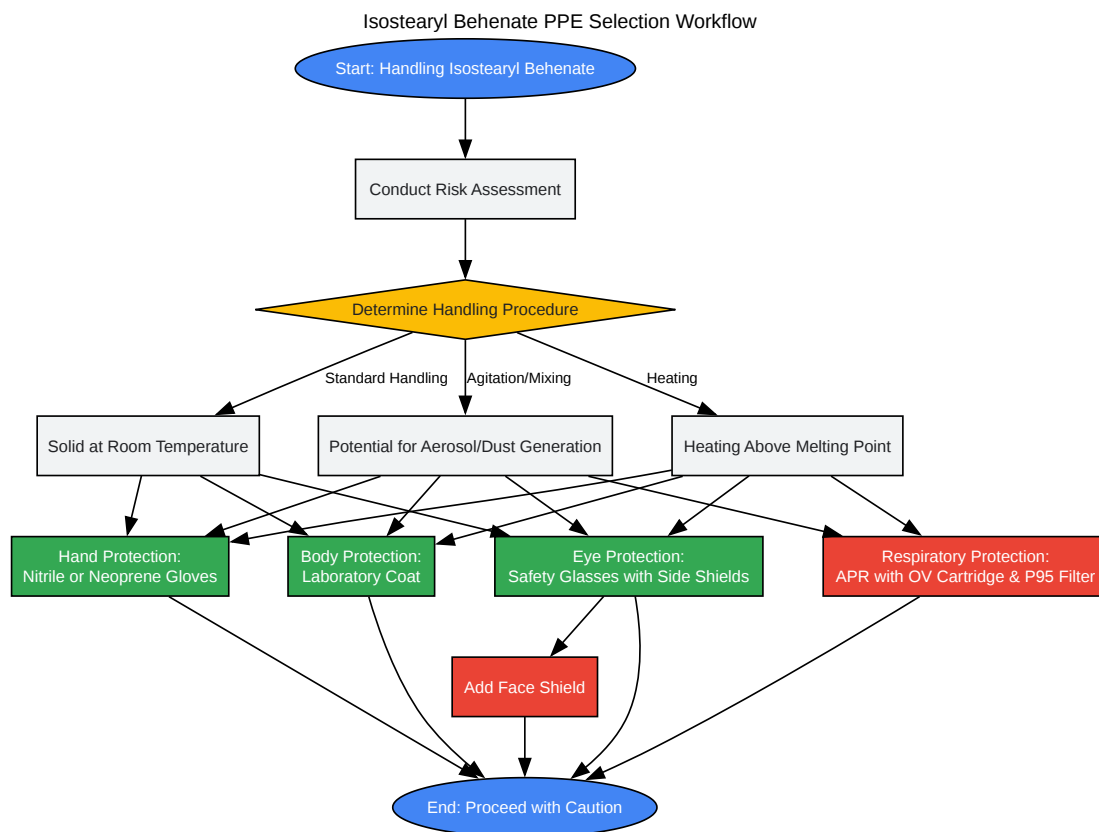 Isostearyl Behenate PPE Selection Workflow
Start: Handling Isostearyl Behenate
Conduct Risk Assessment
Determine Handling Procedure
Standard Handling
Agitation/Mixing
Heating
Solid at Room Temperature
Potential for Aerosol/Dust Generation
Heating Above Melting Point
Hand Protection:
Nitrile or Neoprene Gloves
Body Protection:
Laboratory Coat
Eye Protection:
Safety Glasses with Side Shields
Respiratory Protection:
APR with OV Cartridge & P95 Filter
Add Face Shield
End: Proceed with Caution